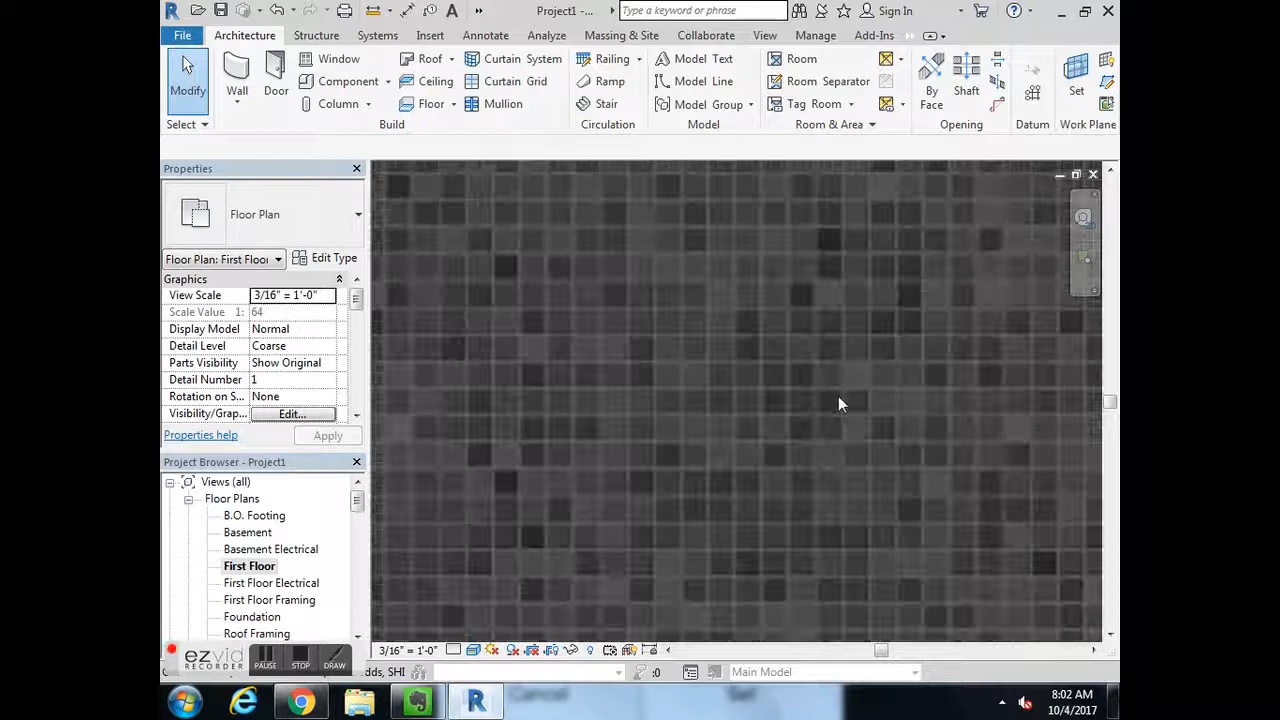 Project1 -...
Type a keyword or phrase
Sign In
File
Architecture
Structure
Systems
Insert
Annotate
Analyze
Massing & Site
Collaborate
View
Manage
Add-Ins
Modify
Wall
Door
Window
Component
Column
Roof
Ceiling
Floor
Curtain System
Curtain Grid
Mullion
Railing
Ramp
Stair
Model Text
Model Line
Model Group
Room
Room Separator
Tag Room
By Face
Shaft
Set
Select
Build
Circulation
Model
Room & Area
Opening
Datum
Work Plane
Properties
Floor Plan
Floor Plan: First Floor
Edit Type
Graphics
View Scale 3/16" = 1'-0"
Scale Value 1: 64
Display Model Normal
Detail Level Coarse
Parts Visibility Show Original
Detail Number 1
Rotation on S... None
Visibility/Grap... Edit...
Properties help
Apply
Project Browser - Project1
Views (all)
Floor Plans
B.O. Footing
Basement
Basement Electrical
First Floor
First Floor Electrical
First Floor Framing
Foundation
Roof Framing
3/16" = 1'-0"
ezvid
RECORDER
PAUSE
STOP
DRAW
dds, SHI
:0
Main Model
Cancel
8:02 AM
10/4/2017